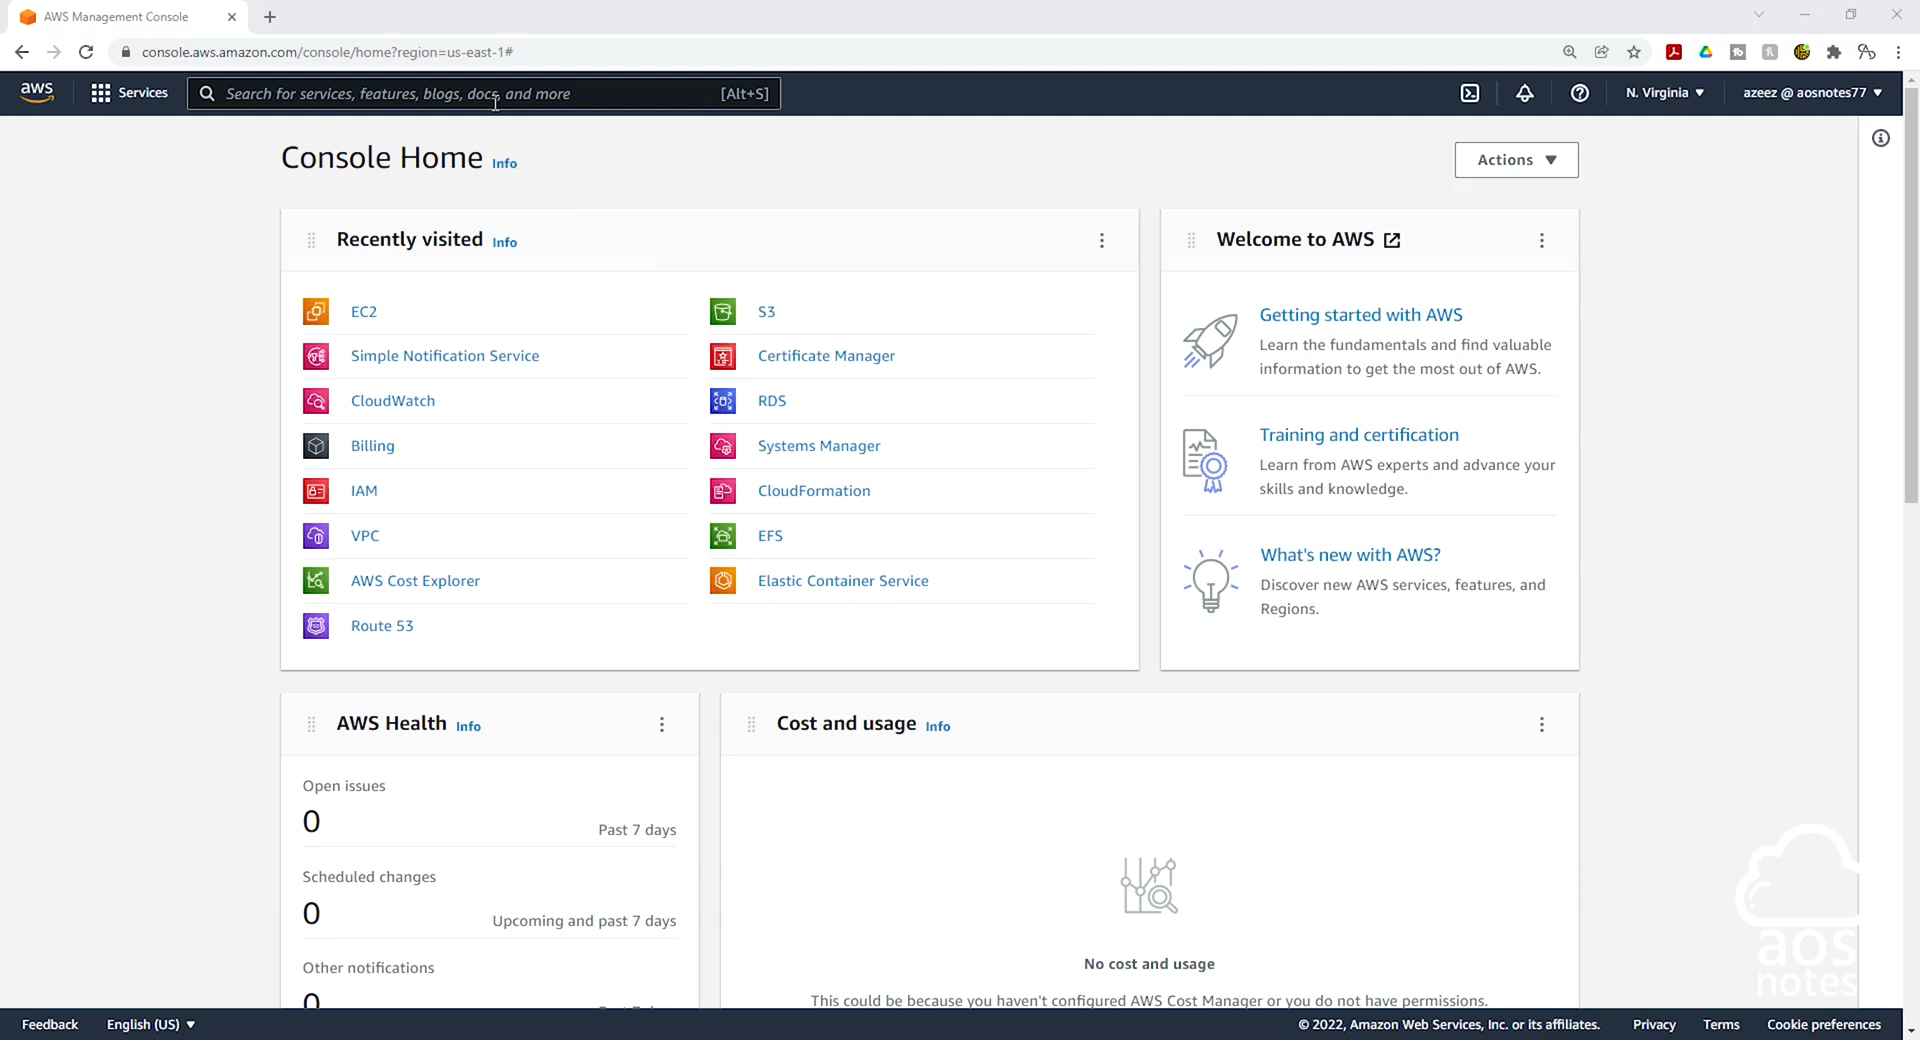 AWS Management Console
console.aws.amazon.com/console/home?region=us-east-1#
aws
Services
Search for services, features, blogs, docs, and more
[Alt+S]
N. Virginia
azeez @ aosnotes77
Console Home Info
Actions
Recently visited Info
EC2
S3
Simple Notification Service
Certificate Manager
CloudWatch
RDS
Billing
Systems Manager
IAM
CloudFormation
VPC
EFS
AWS Cost Explorer
Elastic Container Service
Route 53
Welcome to AWS
Getting started with AWS
Learn the fundamentals and find valuable
information to get the most out of AWS.
Training and certification
Learn from AWS experts and advance your
skills and knowledge.
What's new with AWS?
Discover new AWS services, features, and
Regions.
AWS Health Info
Open issues
0
Past 7 days
Scheduled changes
0
Upcoming and past 7 days
Other notifications
0
Cost and usage Info
No cost and usage
This could be because you haven't configured AWS Cost Manager or you do not have permissions.
aos
notes
Feedback
English (US)
© 2022, Amazon Web Services, Inc. or its affiliates.
Privacy
Terms
Cookie preferences